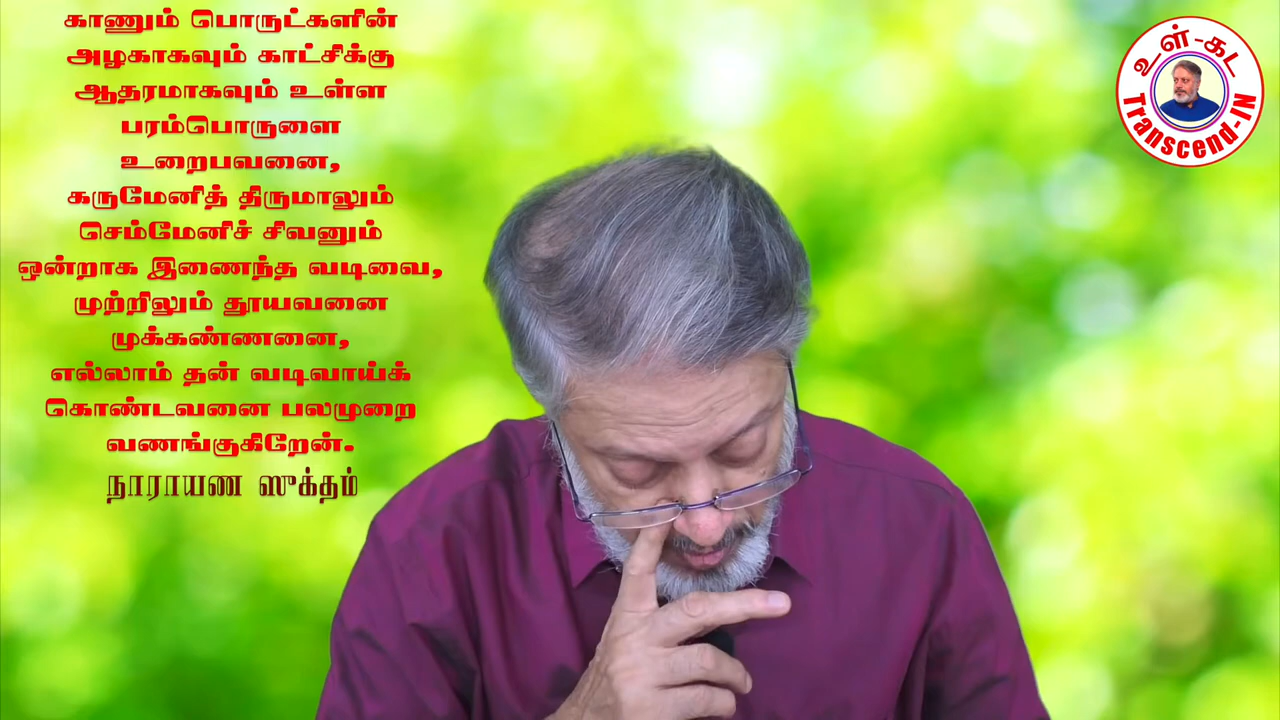 காணும் பொருட்களின்
அழகாகவும் காட்சிக்கு
ஆதரமாகவும் உள்ள
பரம்பொருளை
உறைபவனை,
கருமேனித் திருமாலும்
செம்மேனிச் சிவனும்
ஒன்றாக இணைந்த வடிவை,
முற்றிலும் தூயவனை
முக்கண்ணனை,
எல்லாம் தன் வடிவாய்க்
கொண்டவனை பலமுறை
வணங்குகிறேன்.
நாராயண ஸுக்தம்
உள்-கட
Transcend-IN